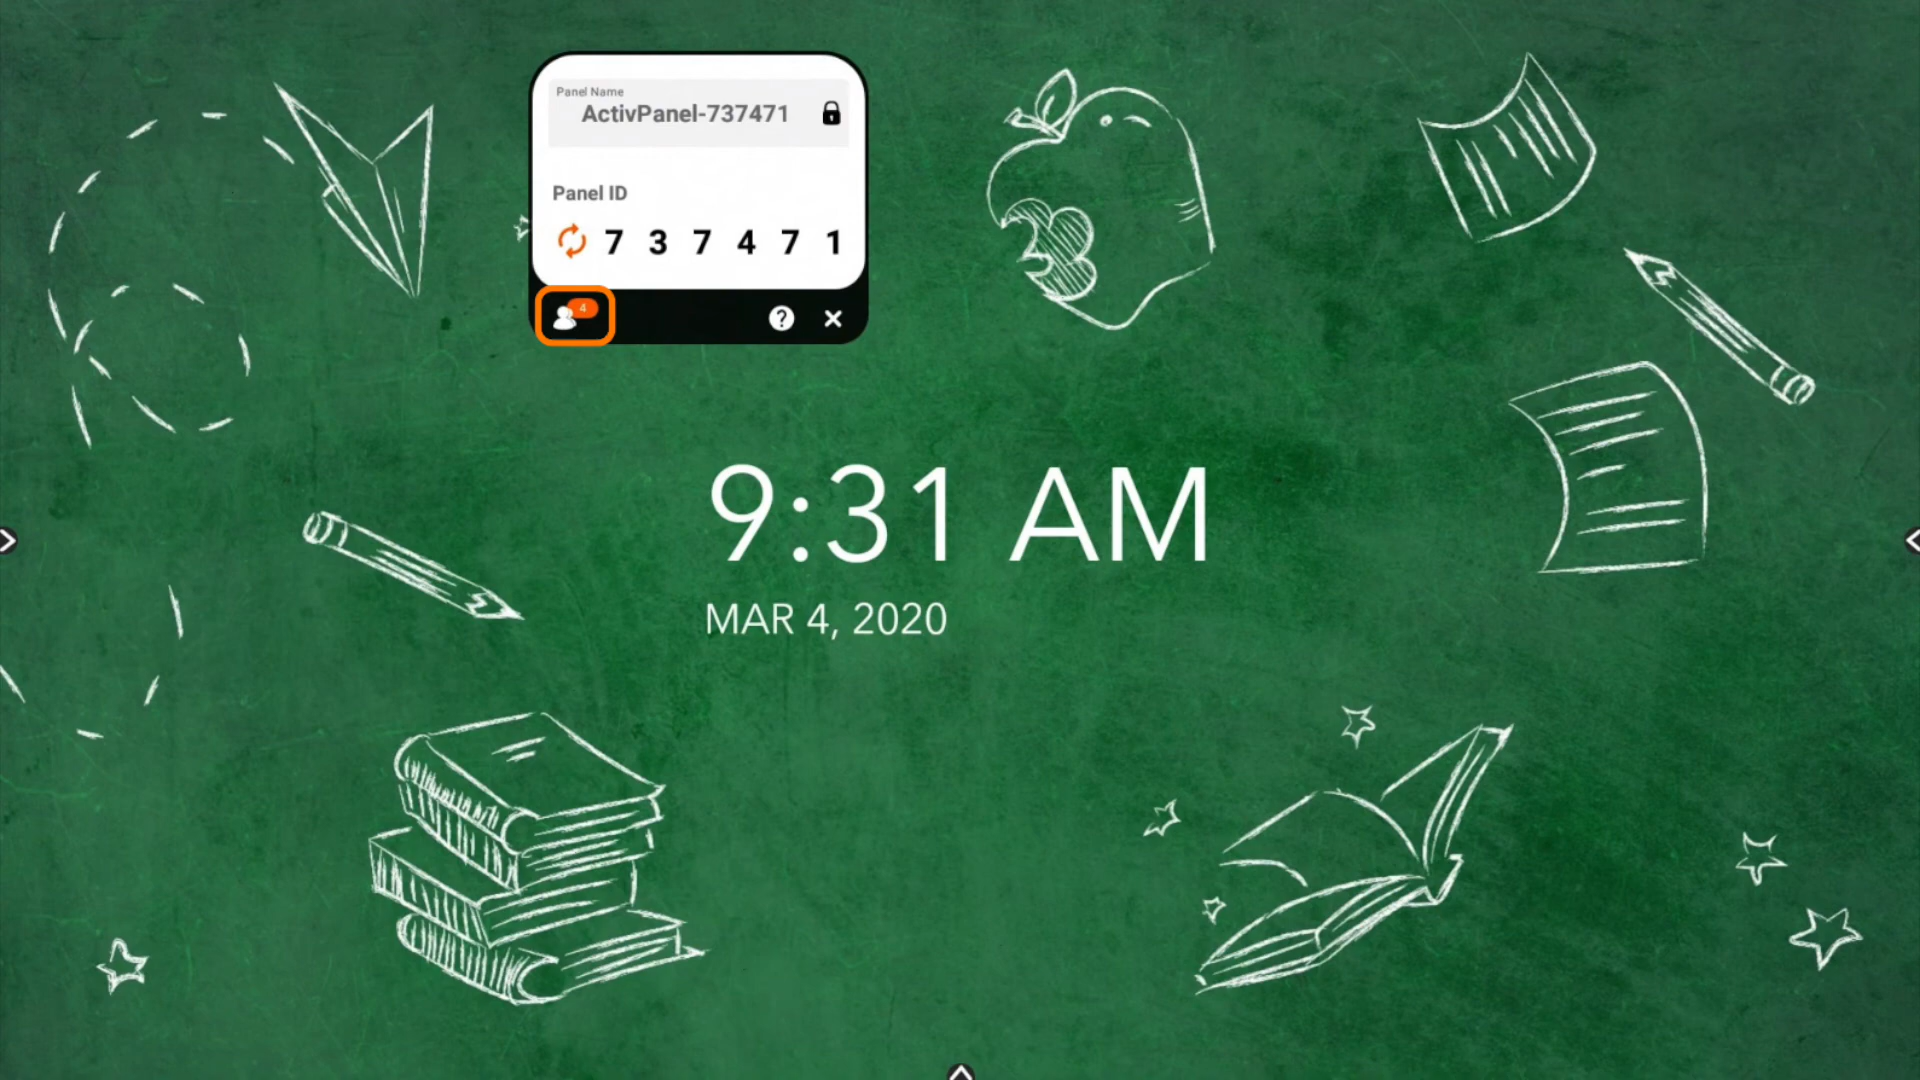 Panel Name
ActivPanel-737471
Panel ID
7 3 7 4 7 1
4
?
9:31 AM
MAR 4, 2020